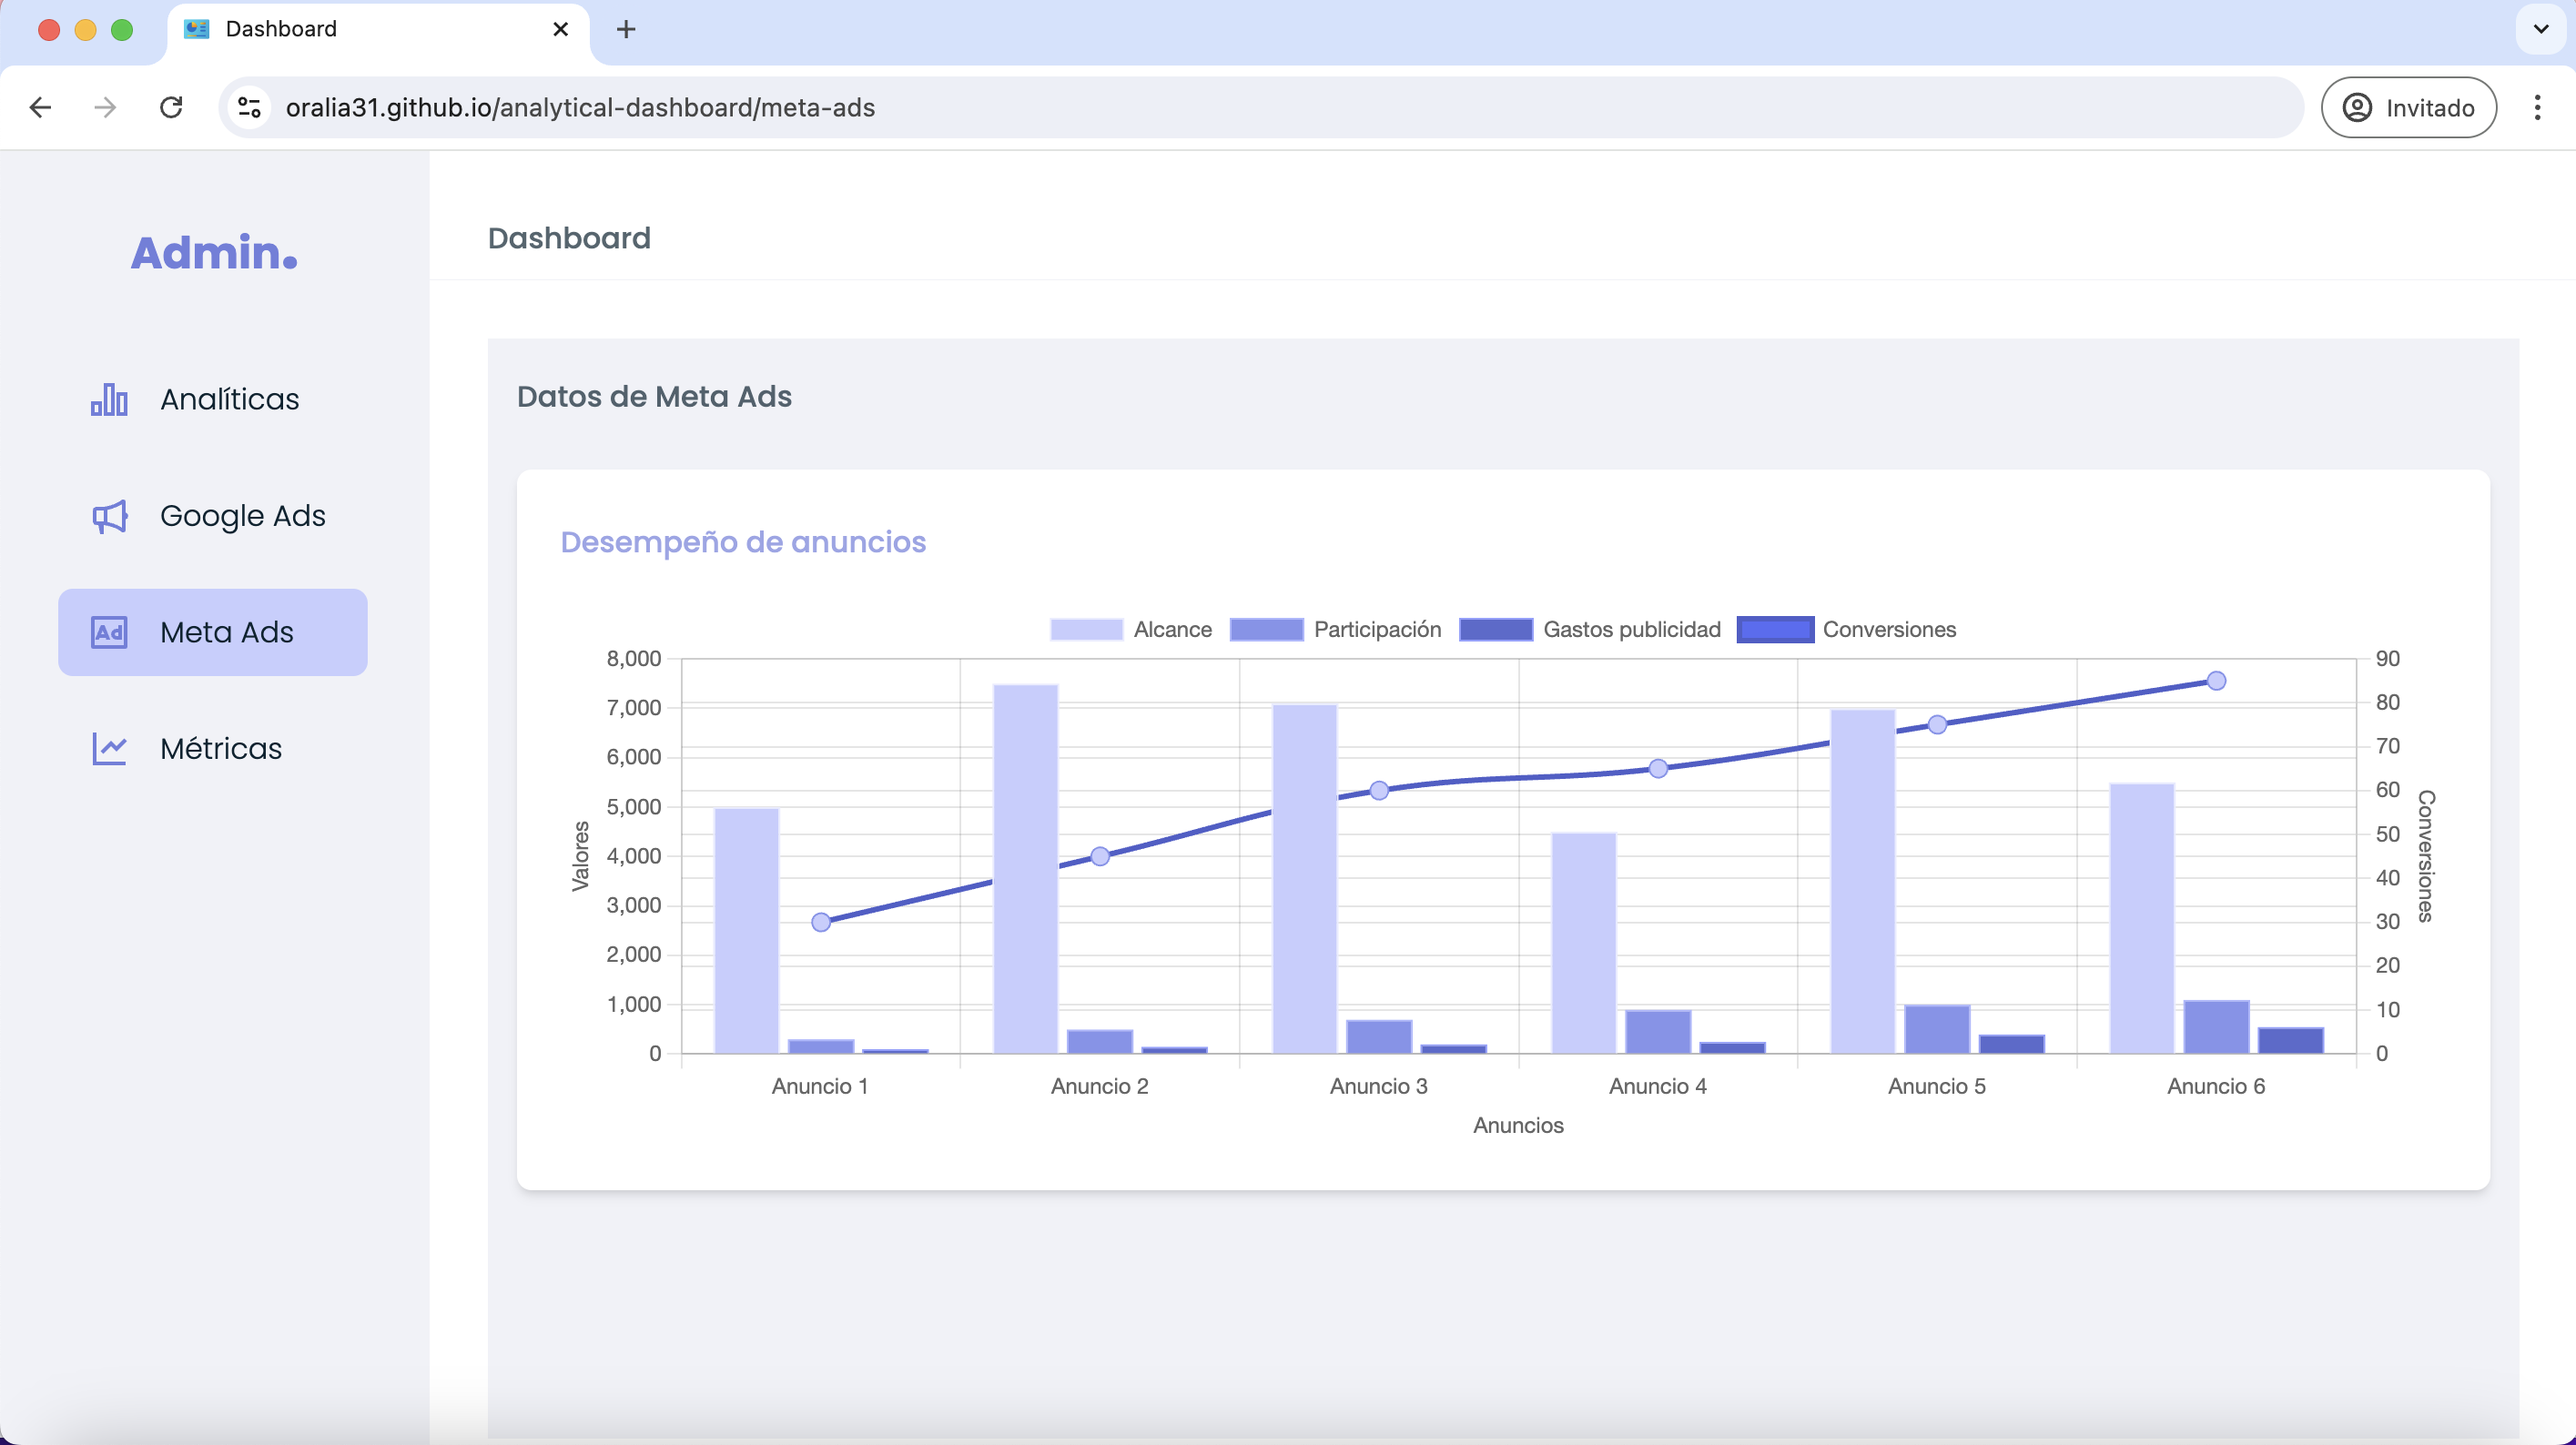 Dashboard
oralia31.github.io/analytical-dashboard/meta-ads
Invitado
Admin.
Analíticas
Google Ads
Ad
Meta Ads
Métricas
Dashboard
Datos de Meta Ads
Desempeño de anuncios
Alcance Participación Gastos publicidad Conversiones
Valores
8,000
7,000
6,000
5,000
4,000
3,000
2,000
1,000
0
90
80
70
60
50
40
30
20
10
0
Conversiones
Anuncio 1 Anuncio 2 Anuncio 3 Anuncio 4 Anuncio 5 Anuncio 6
Anuncios